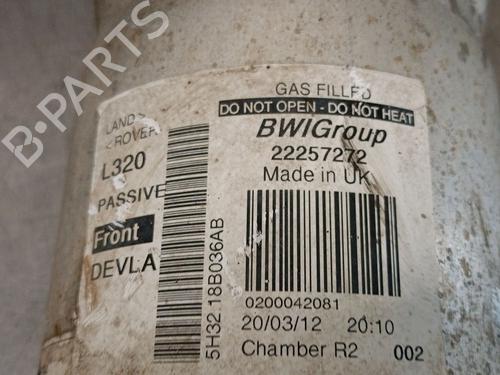 LAND
ROVER
L320
PASSIVE
Front
DEVLA
5H32 18B036AB
GAS FILLED
DO NOT OPEN - DO NOT HEAT
BWIGroup
22257272
Made in UK
0200042081
20/03/12 20:10
Chamber R2 002
B-PARTS